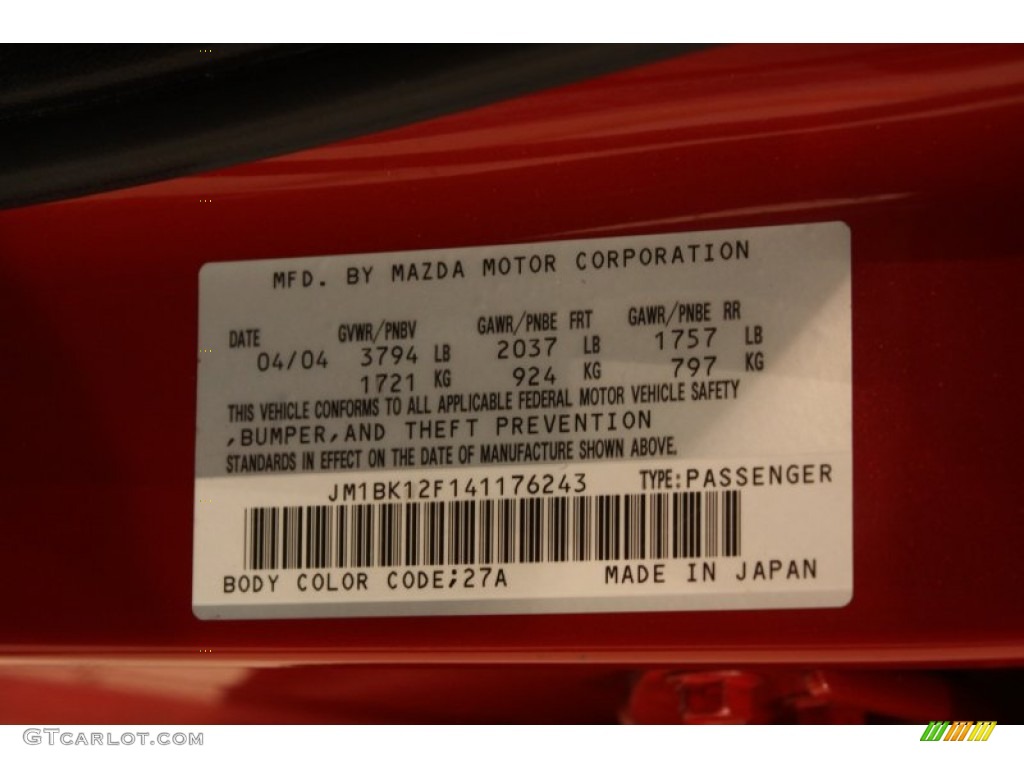 MFD. BY MAZDA MOTOR CORPORATION
DATE GVWR/PNBV GAWR/PNBE FRT GAWR/PNBE RR
04/04 3794 LB 2037 LB 1757 LB
1721 KG 924 KG 797 KG
THIS VEHICLE CONFORMS TO ALL APPLICABLE FEDERAL MOTOR VEHICLE SAFETY
,BUMPER,AND THEFT PREVENTION
STANDARDS IN EFFECT ON THE DATE OF MANUFACTURE SHOWN ABOVE.
JM1BK12F141176243 TYPE:PASSENGER
BODY COLOR CODE;27A MADE IN JAPAN
GTCarlot.com